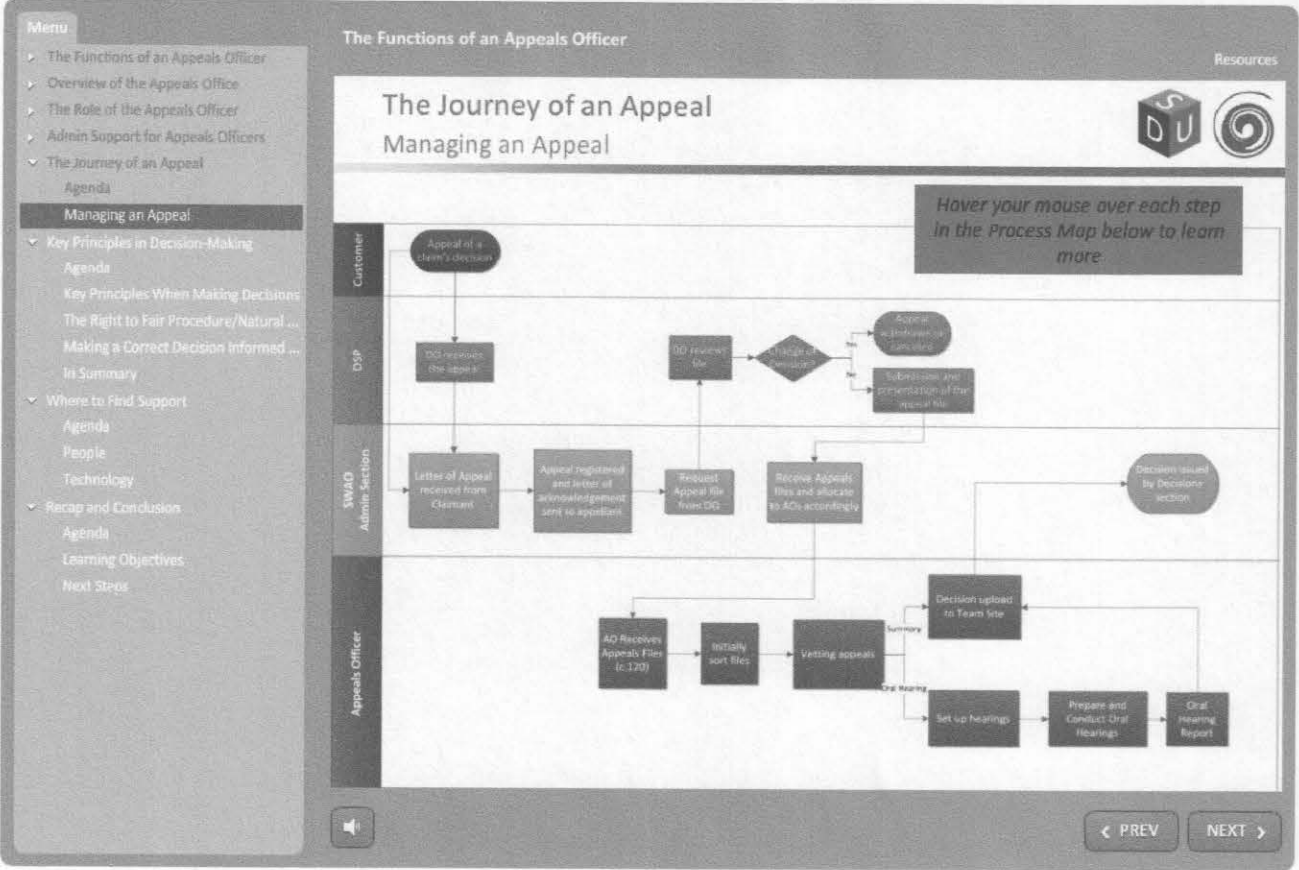 Menu
The Functions of an Appeals Officer
Overview of the Appeals Office
The Role of the Appeals Officer
Admin Support for Appeals Officers
The Journey of an Appeal
Agenda
Managing an Appeal
Key Principles in Decision-Making
Agenda
Key Principles When Making Decisions
The Right to Fair Procedure/Natural ...
Making a Correct Decision Informed ...
In Summary
Where to Find Support
Agenda
People
Technology
Recap and Conclusion
Agenda
Learning Objectives
Next Steps
The Functions of an Appeals Officer
Resources
The Journey of an Appeal
Managing an Appeal
S
D U
Hover your mouse over each step
in the Process Map below to learn
more
Customer
Appeal of a
claim's decision
DSP
DO receives
the appeal
DO reviews
file
Change of
Decision?
Yes
No
Appeal
withdrawn or
cancelled
Submission and
presentation of the
appeal file
SWAO
Admin Section
Letter of Appeal
received from
Claimant
Appeal registered
and letter of
acknowledgement
sent to appellant
Request
Appeal file
from DO
Receive Appeals
files and allocate
to AOs accordingly
Decision issued
by Decisions
section
Appeals Officer
AO Receives
Appeals Files
(c.120)
Initially
sort files
Vetting appeals
Summary
Oral Hearing
Decision upload
to Team Site
Set up hearings
Prepare and
Conduct Oral
Hearings
Oral
Hearing
Report
PREV
NEXT